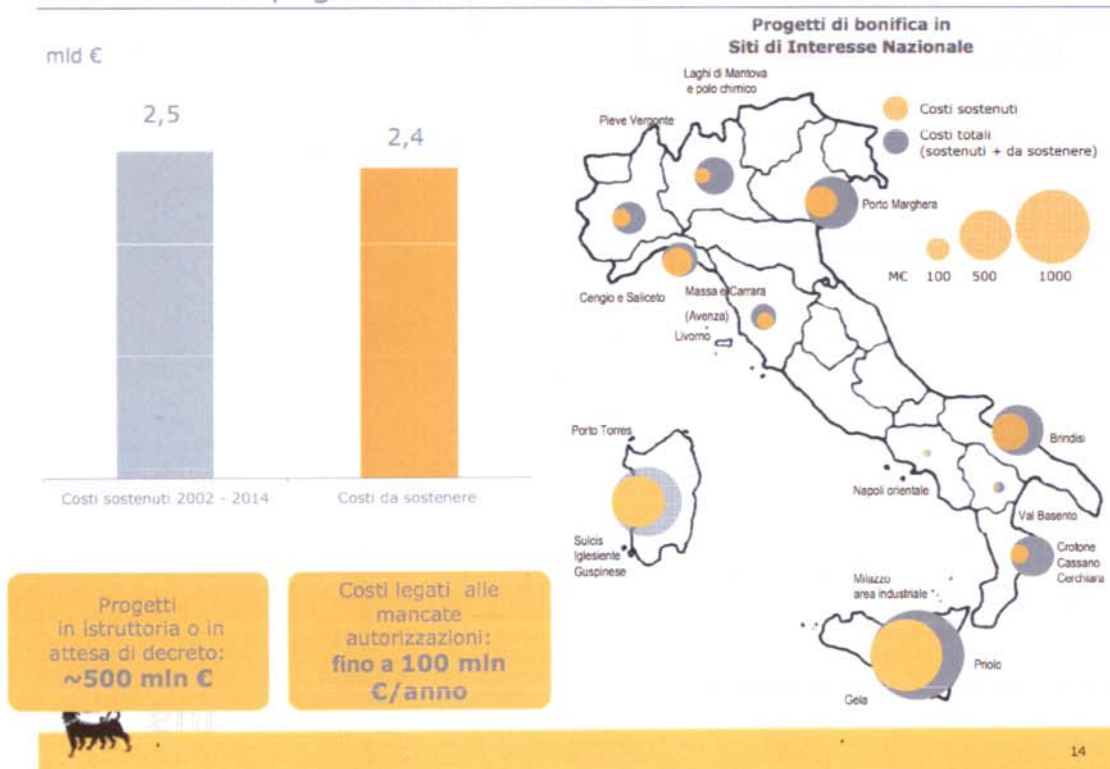 mld €
2,5
2,4
Costi sostenuti 2002 - 2014
Costi da sostenere
Progetti
in istruttoria o in
attesa di decreto:
~500 mln €
Costi legati alle
mancate
autorizzazioni:
fino a 100 mln
€/anno
Progetti di bonifica in
Siti di Interesse Nazionale
Laghi di Mantova
e polo chimico
Pieve Vergonte
Costi sostenuti
Costi totali
(sostenuti + da sostenere)
Porto Marghera
M€ 100 500 1000
Cengio e Saliceto
Massa e Carrara
(Avenza)
Livorno
Porto Torres
Brindisi
Napoli orientale
Val Basento
Sulcis
Iglesiente
Guspinese
Crotone
Cassano
Cerchiara
Milazzo
area industriale
Priolo
Gela
14